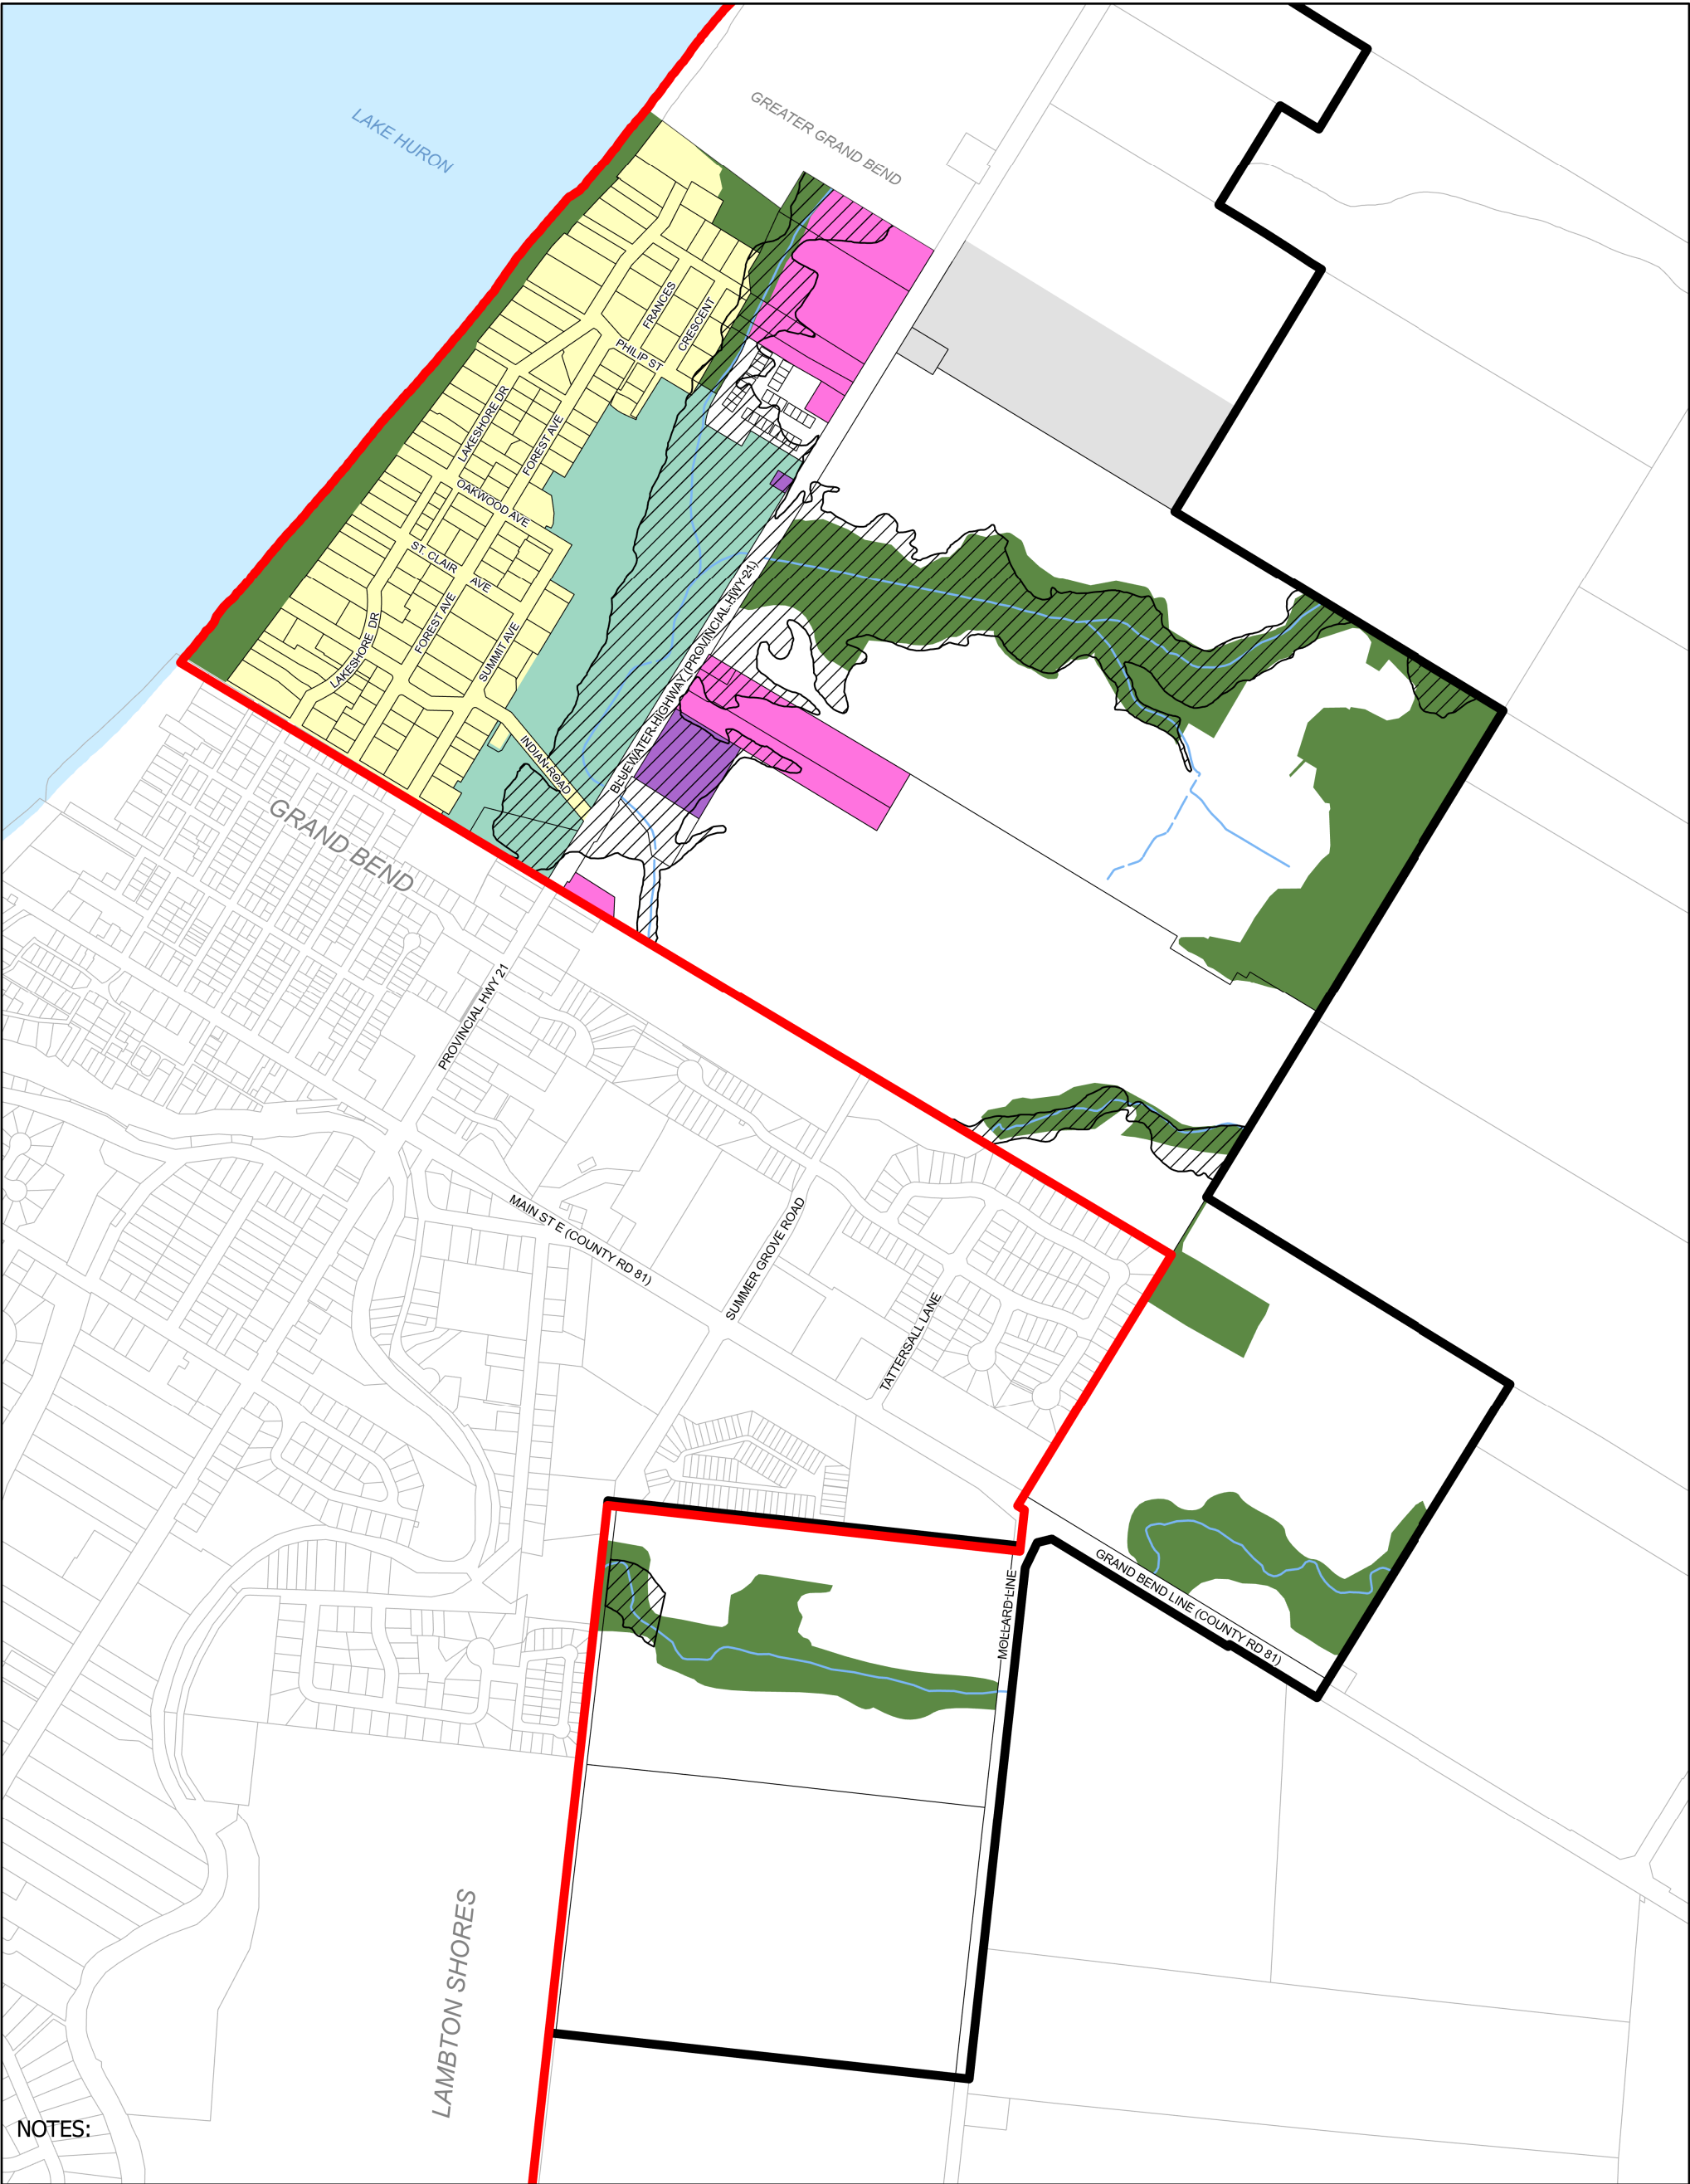 GREATER GRAND BEND
LAKE HURON
FRANCES
CRESCENT
PHILIP ST
LAKESHORE DR
FOREST AVE
OAKWOOD AVE
ST. CLAIR
AVE
FOREST AVE
LAKESHORE DR
SUMMIT AVE
BLUEWATER HIGHWAY (PROVINCIAL HWY 21)
INDIAN ROAD
GRAND BEND
PROVINCIAL HWY 21
MAIN ST E (COUNTY RD 81)
SUMMER GROVE ROAD
TATTERSALL LANE
GRAND BEND LINE (COUNTY RD 81)
MOLLARD LINE
LAMBTON SHORES
NOTES: